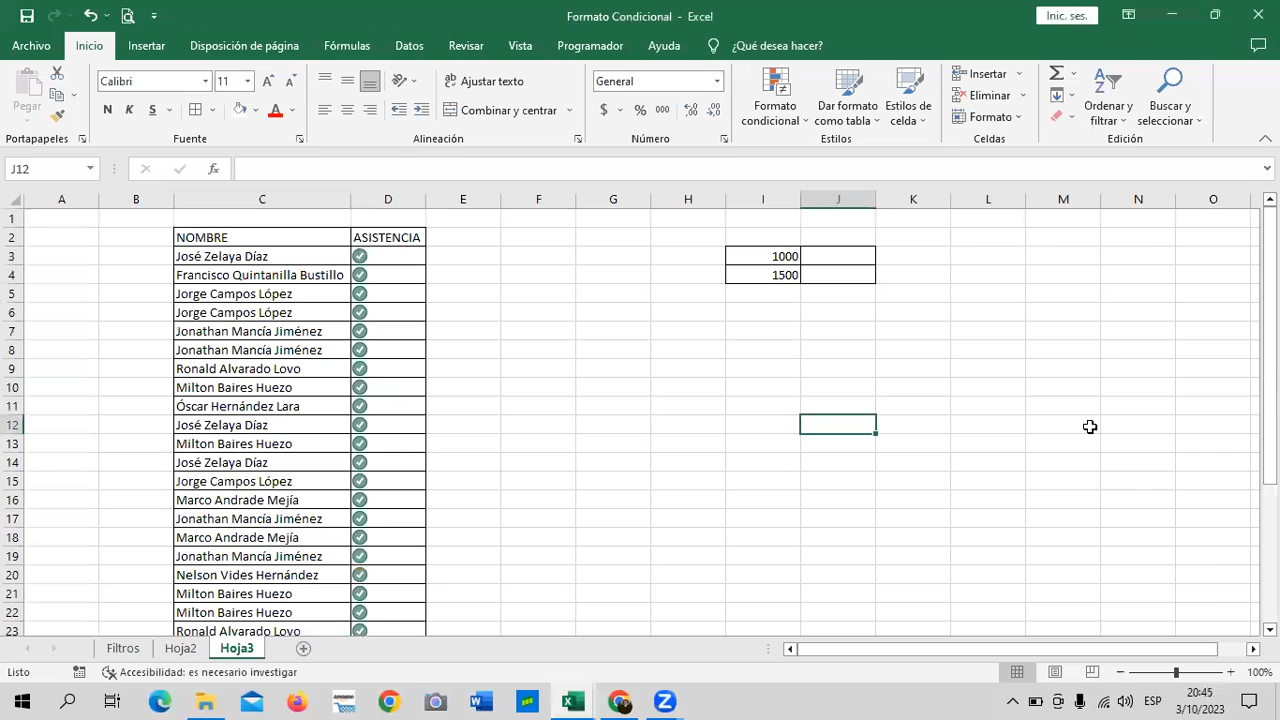 Formato Condicional - Excel
Inic. ses.
Archivo Inicio Insertar Disposición de página Fórmulas Datos Revisar Vista Programador Ayuda ¿Qué desea hacer?
Pegar
Calibri 11
Ajustar texto
General
Insertar
N K S
Combinar y centrar
$ % 000
Formato condicional
Dar formato como tabla
Estilos de celda
Eliminar
Formato
Ordenar y filtrar
Buscar y seleccionar
Portapapeles Fuente Alineación Número Estilos Celdas Edición
J12 fx
A B C D E F G H I J K L M N O
1
2 NOMBRE ASISTENCIA
3 José Zelaya Díaz 1000
4 Francisco Quintanilla Bustillo 1500
5 Jorge Campos López
6 Jorge Campos López
7 Jonathan Mancía Jiménez
8 Jonathan Mancía Jiménez
9 Ronald Alvarado Lovo
10 Milton Baires Huezo
11 Óscar Hernández Lara
12 José Zelaya Díaz
13 Milton Baires Huezo
14 José Zelaya Díaz
15 Jorge Campos López
16 Marco Andrade Mejía
17 Jonathan Mancía Jiménez
18 Marco Andrade Mejía
19 Jonathan Mancía Jiménez
20 Nelson Vides Hernández
21 Milton Baires Huezo
22 Milton Baires Huezo
23 Ronald Alvarado Lovo
Filtros Hoja2 Hoja3
Listo Accesibilidad: es necesario investigar 100%
ESP
20:45
3/10/2023